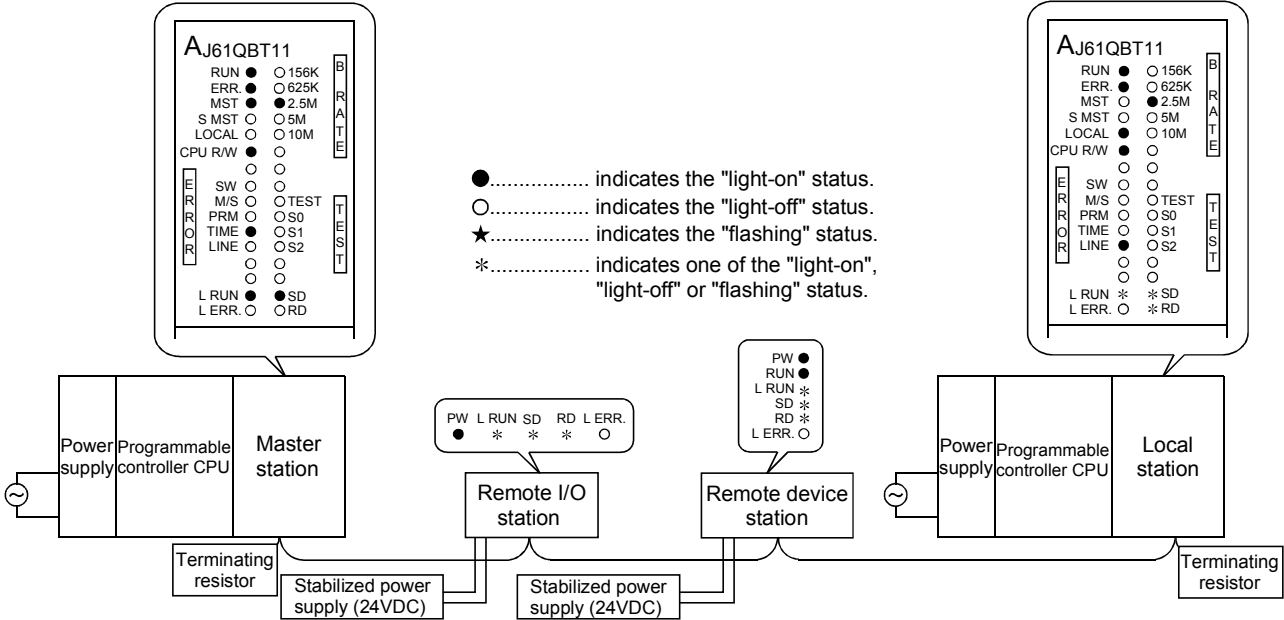 AJ61QBT11
RUN ● ○ 156K
ERR. ● ○ 625K
MST ● ● 2.5M
S MST ○ ○ 5M
LOCAL ○ ○ 10M
CPU R/W ● ○
○ ○
SW ○ ○
M/S ○ ○ TEST
PRM ○ ○ S0
TIME ● ○ S1
LINE ○ ○ S2
○ ○
○ ○
L RUN ● ● SD
L ERR. ○ ○ RD
B RATE
ERROR
TEST
●................. indicates the "light-on" status.
○................. indicates the "light-off" status.
★................. indicates the "flashing" status.
*................. indicates one of the "light-on",
"light-off" or "flashing" status.
AJ61QBT11
RUN ● ○ 156K
ERR. ● ○ 625K
MST ○ ● 2.5M
S MST ○ ○ 5M
LOCAL ● ○ 10M
CPU R/W ● ○
○ ○
SW ○ ○
M/S ○ ○ TEST
PRM ○ ○ S0
TIME ○ ○ S1
LINE ● ○ S2
○ ○
○ ○
L RUN * * SD
L ERR. ○ * RD
B RATE
ERROR
TEST
Power
supply
Programmable
controller CPU
Master
station
PW L RUN SD RD L ERR.
● * * * ○
Remote I/O
station
PW ●
RUN ●
L RUN *
SD *
RD *
L ERR. ○
Remote device
station
Power
supply
Programmable
controller CPU
Local
station
Terminating
resistor
Stabilized power
supply (24VDC)
Stabilized power
supply (24VDC)
Terminating
resistor